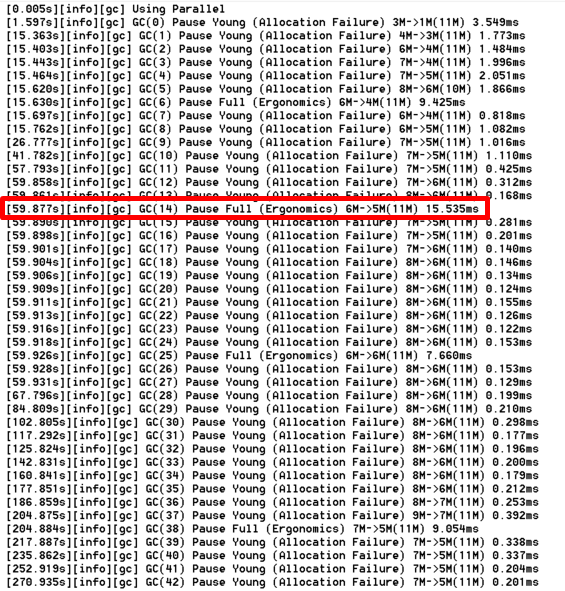 [0.005s][info][gc] Using Parallel
[1.597s][info][gc] GC(0) Pause Young (Allocation Failure) 3M->1M(11M) 3.549ms
[15.363s][info][gc] GC(1) Pause Young (Allocation Failure) 4M->3M(11M) 1.773ms
[15.403s][info][gc] GC(2) Pause Young (Allocation Failure) 6M->4M(11M) 1.484ms
[15.443s][info][gc] GC(3) Pause Young (Allocation Failure) 7M->4M(11M) 1.996ms
[15.464s][info][gc] GC(4) Pause Young (Allocation Failure) 7M->5M(11M) 2.051ms
[15.620s][info][gc] GC(5) Pause Young (Allocation Failure) 8M->6M(10M) 1.866ms
[15.630s][info][gc] GC(6) Pause Full (Ergonomics) 6M->4M(11M) 9.425ms
[15.697s][info][gc] GC(7) Pause Young (Allocation Failure) 6M->4M(11M) 0.818ms
[15.762s][info][gc] GC(8) Pause Young (Allocation Failure) 6M->5M(11M) 1.082ms
[26.777s][info][gc] GC(9) Pause Young (Allocation Failure) 7M->5M(11M) 1.016ms
[41.782s][info][gc] GC(10) Pause Young (Allocation Failure) 7M->5M(11M) 1.110ms
[57.793s][info][gc] GC(11) Pause Young (Allocation Failure) 7M->5M(11M) 0.425ms
[59.858s][info][gc] GC(12) Pause Young (Allocation Failure) 7M->6M(11M) 0.312ms
[59.861s][info][gc] GC(13) Pause Young (Allocation Failure) 0.168ms
[59.877s][info][gc] GC(14) Pause Full (Ergonomics) 6M->5M(11M) 15.535ms
[59.890s][info][gc] GC(15) Pause Young (Allocation Failure) 0.281ms
[59.898s][info][gc] GC(16) Pause Young (Allocation Failure) 7M->5M(11M) 0.201ms
[59.901s][info][gc] GC(17) Pause Young (Allocation Failure) 7M->6M(11M) 0.140ms
[59.904s][info][gc] GC(18) Pause Young (Allocation Failure) 8M->6M(11M) 0.146ms
[59.906s][info][gc] GC(19) Pause Young (Allocation Failure) 8M->6M(11M) 0.134ms
[59.909s][info][gc] GC(20) Pause Young (Allocation Failure) 8M->6M(11M) 0.124ms
[59.911s][info][gc] GC(21) Pause Young (Allocation Failure) 8M->6M(11M) 0.155ms
[59.913s][info][gc] GC(22) Pause Young (Allocation Failure) 8M->6M(11M) 0.126ms
[59.916s][info][gc] GC(23) Pause Young (Allocation Failure) 8M->6M(11M) 0.122ms
[59.918s][info][gc] GC(24) Pause Young (Allocation Failure) 8M->6M(11M) 0.153ms
[59.926s][info][gc] GC(25) Pause Full (Ergonomics) 6M->6M(11M) 7.660ms
[59.928s][info][gc] GC(26) Pause Young (Allocation Failure) 8M->6M(11M) 0.153ms
[59.931s][info][gc] GC(27) Pause Young (Allocation Failure) 8M->6M(11M) 0.129ms
[67.796s][info][gc] GC(28) Pause Young (Allocation Failure) 8M->6M(11M) 0.199ms
[84.809s][info][gc] GC(29) Pause Young (Allocation Failure) 8M->6M(11M) 0.210ms
[102.805s][info][gc] GC(30) Pause Young (Allocation Failure) 8M->6M(11M) 0.298ms
[117.292s][info][gc] GC(31) Pause Young (Allocation Failure) 8M->6M(11M) 0.177ms
[125.824s][info][gc] GC(32) Pause Young (Allocation Failure) 8M->6M(11M) 0.196ms
[142.831s][info][gc] GC(33) Pause Young (Allocation Failure) 8M->6M(11M) 0.200ms
[160.841s][info][gc] GC(34) Pause Young (Allocation Failure) 8M->6M(11M) 0.179ms
[177.851s][info][gc] GC(35) Pause Young (Allocation Failure) 8M->6M(11M) 0.212ms
[186.859s][info][gc] GC(36) Pause Young (Allocation Failure) 8M->7M(11M) 0.253ms
[204.875s][info][gc] GC(37) Pause Young (Allocation Failure) 9M->7M(11M) 0.392ms
[204.884s][info][gc] GC(38) Pause Full (Ergonomics) 7M->5M(11M) 9.054ms
[217.887s][info][gc] GC(39) Pause Young (Allocation Failure) 7M->5M(11M) 0.338ms
[235.862s][info][gc] GC(40) Pause Young (Allocation Failure) 7M->5M(11M) 0.337ms
[252.919s][info][gc] GC(41) Pause Young (Allocation Failure) 7M->5M(11M) 0.204ms
[270.935s][info][gc] GC(42) Pause Young (Allocation Failure) 7M->5M(11M) 0.201ms